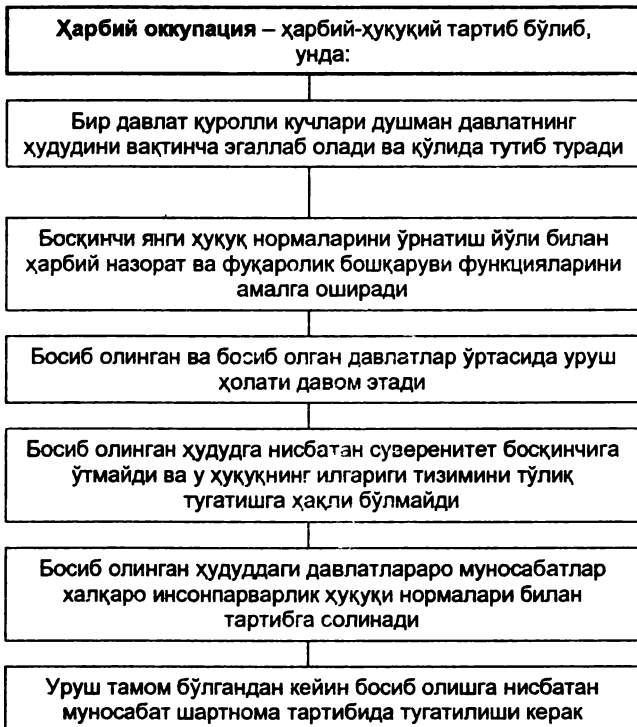 Ҳарбий оккупация – ҳарбий-ҳуқуқий тартиб бўлиб,
унда:
Бир давлат қуролли кучлари душман давлатнинг
ҳудудини вақтинча эгаллаб олади ва қўлида тутиб туради
Босқинчи янги ҳуқуқ нормаларини ўрнатиш йўли билан
ҳарбий назорат ва фуқаролик бошқаруви функцияларини
амалга оширади
Босиб олинган ва босиб олган давлатлар ўртасида уруш
ҳолати давом этади
Босиб олинган ҳудудга нисбатан суверенитет босқинчига
ўтмайди ва у ҳуқуқнинг илгариги тизимини тўлиқ
тугатишга ҳақли бўлмайди
Босиб олинган ҳудуддаги давлатлараро муносабатлар
халқаро инсонпарварлик ҳуқуқи нормалари билан
тартибга солинади
Уруш тамом бўлгандан кейин босиб олишга нисбатан
муносабат шартнома тартибида тугатилиши керак